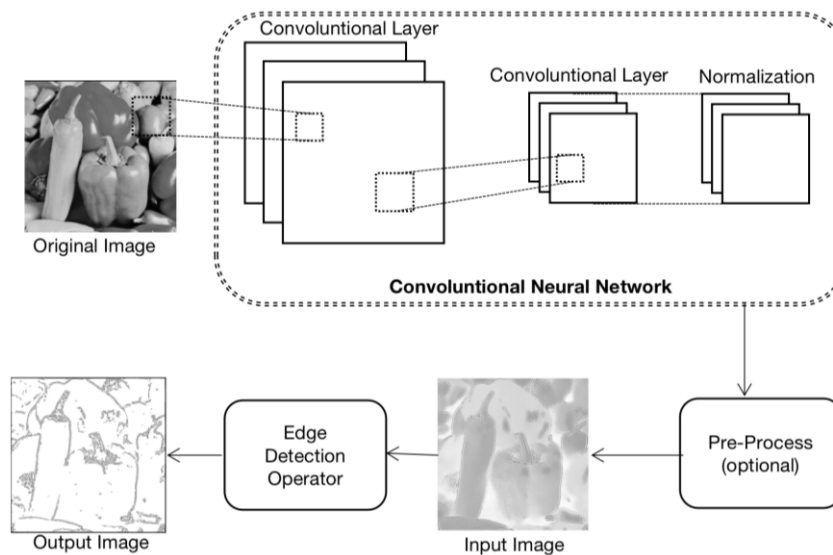 Convoluntional Layer
Convoluntional Layer
Normalization
Original Image
Convoluntional Neural Network
Edge
Detection
Operator
Pre-Process
(optional)
Output Image
Input Image